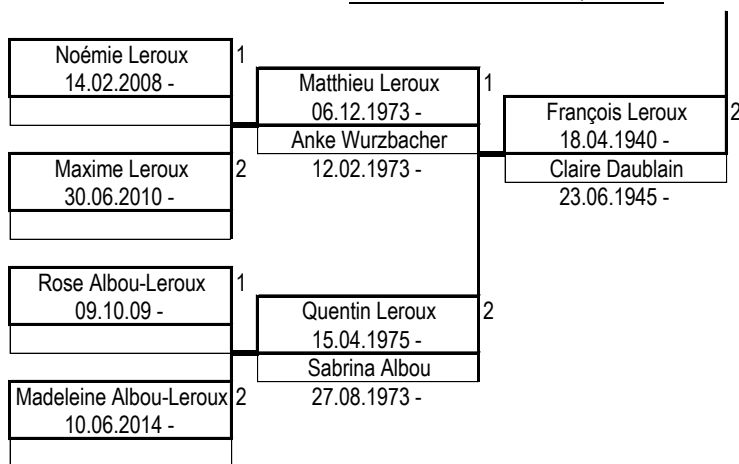 Noémie Leroux 1
14.02.2008 -
Maxime Leroux 2
30.06.2010 -
Rose Albou-Leroux 1
09.10.09 -
Madeleine Albou-Leroux 2
10.06.2014 -
Matthieu Leroux 1
06.12.1973 -
Anke Wurzbacher
12.02.1973 -
Quentin Leroux 2
15.04.1975 -
Sabrina Albou
27.08.1973 -
François Leroux 2
18.04.1940 -
Claire Daublain
23.06.1945 -